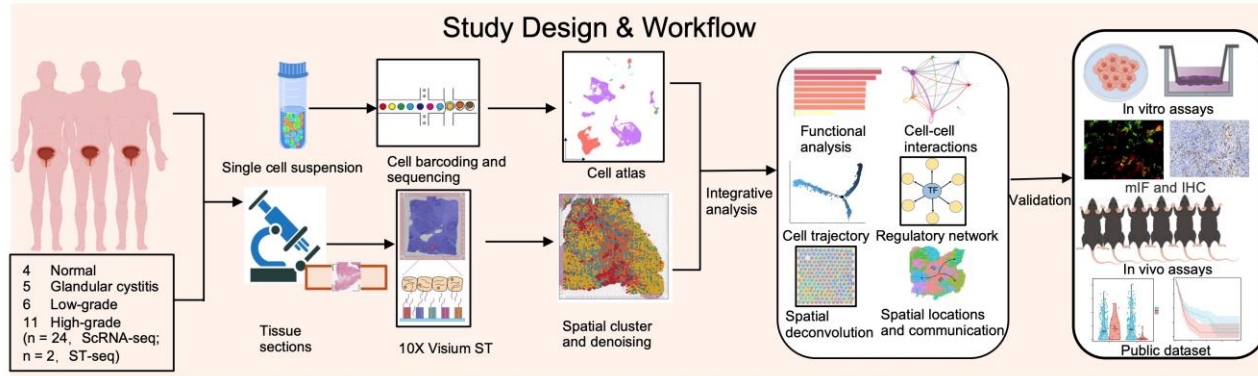 Study Design & Workflow
4 Normal
5 Glandular cystitis
6 Low-grade
11 High-grade
(n = 24, ScRNA-seq;
n = 2, ST-seq)
Single cell suspension
Cell barcoding and
sequencing
Cell atlas
Tissue
sections
10X Visium ST
Spatial cluster
and denoising
Integrative
analysis
Functional
analysis
Cell-cell
interactions
TF
Cell trajectory
Regulatory network
Spatial
deconvolution
Spatial locations
and communication
Validation
In vitro assays
mIF and IHC
In vivo assays
Public dataset